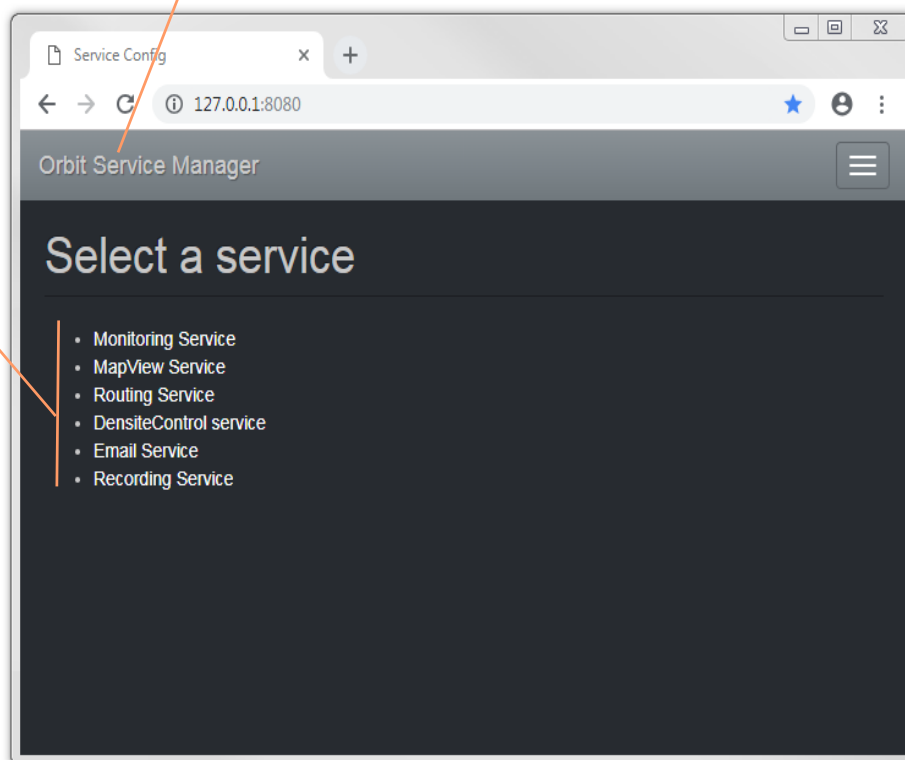 Service Config
127.0.0.1:8080
Orbit Service Manager
Select a service
Monitoring Service
MapView Service
Routing Service
DensiteControl service
Email Service
Recording Service